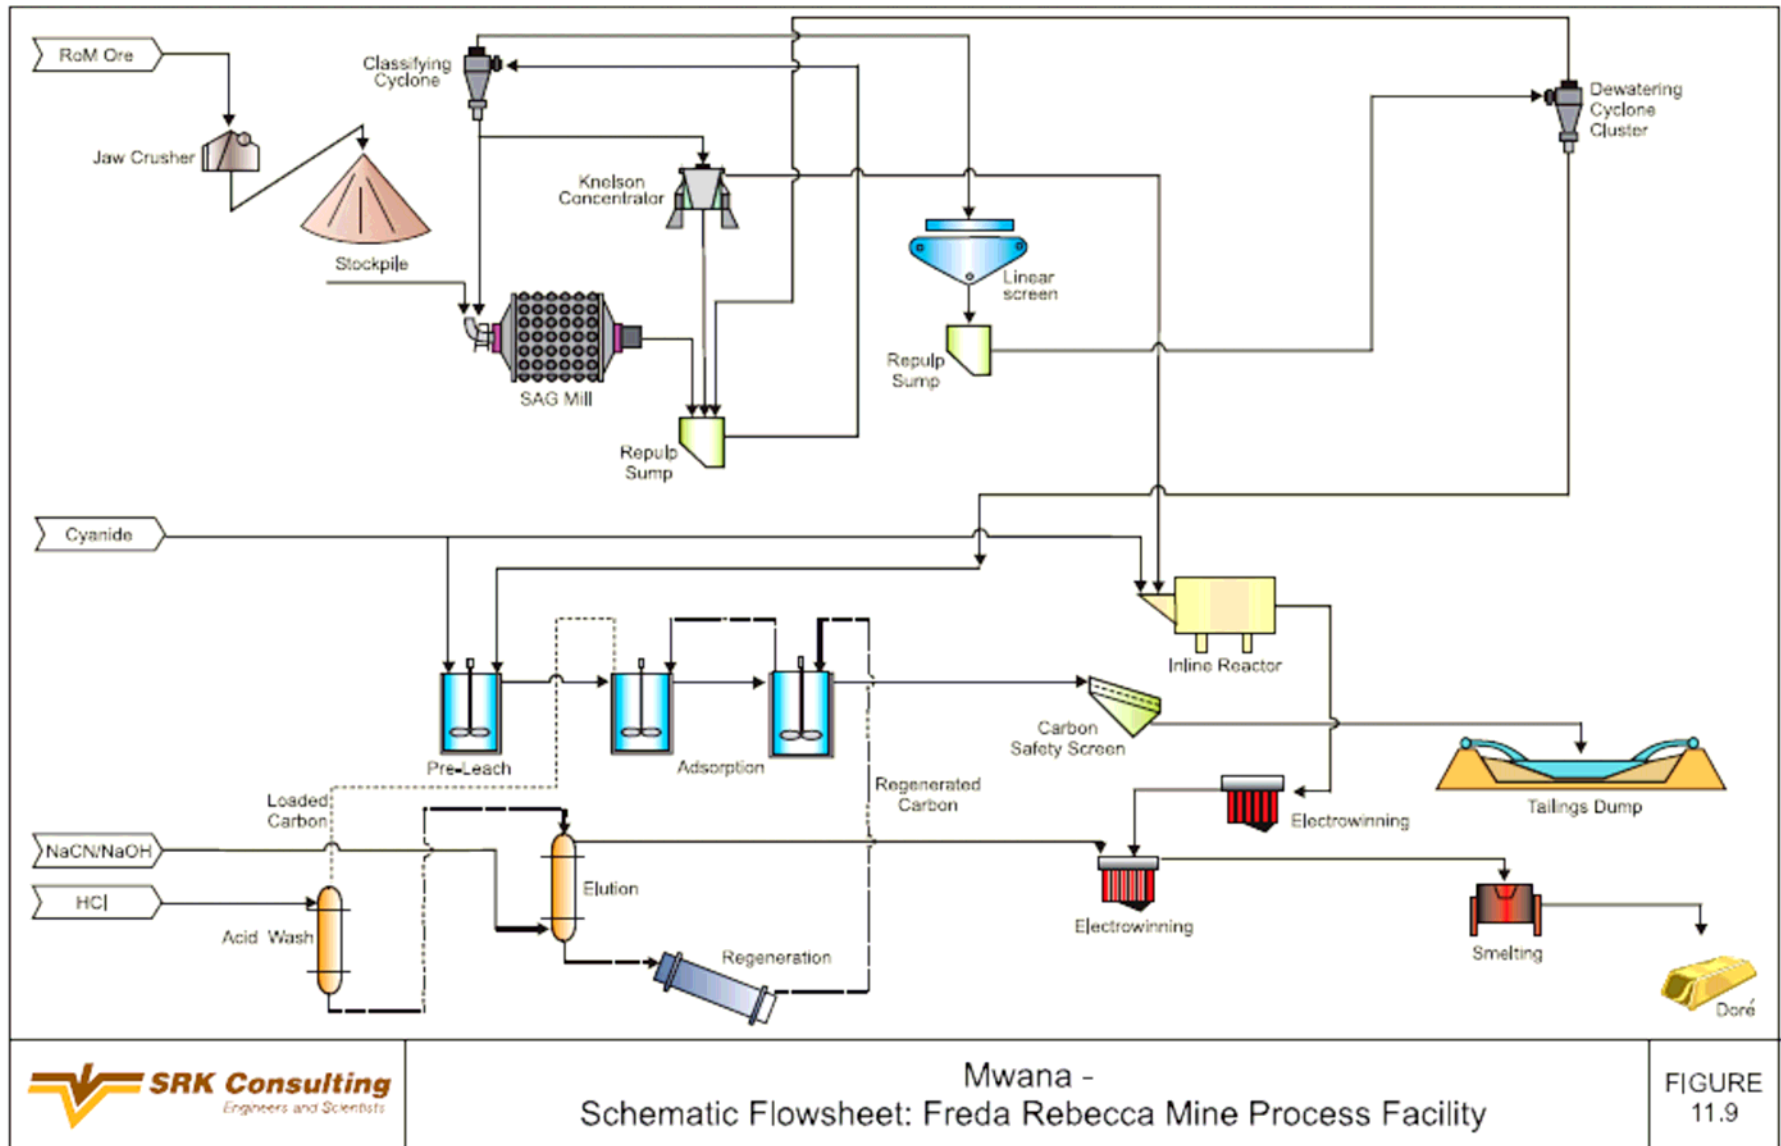 RoM Ore
Classifying
Cyclone
Dewatering
Cyclone
Cluster
Jaw Crusher
Knelson
Concentrator
Stockpile
Linear
screen
Repulp
Sump
SAG Mill
Repulp
Sump
Cyanide
Inline Reactor
Carbon
Safety Screen
Pre-Leach
Adsorption
Regenerated
Carbon
Tailings Dump
Loaded
Carbon
Electrowinning
NaCN/NaOH
Elution
HCl
Acid Wash
Electrowinning
Regeneration
Smelting
Doré
SRK Consulting
Engineers and Scientists
Mwana -
Schematic Flowsheet: Freda Rebecca Mine Process Facility
FIGURE
11.9